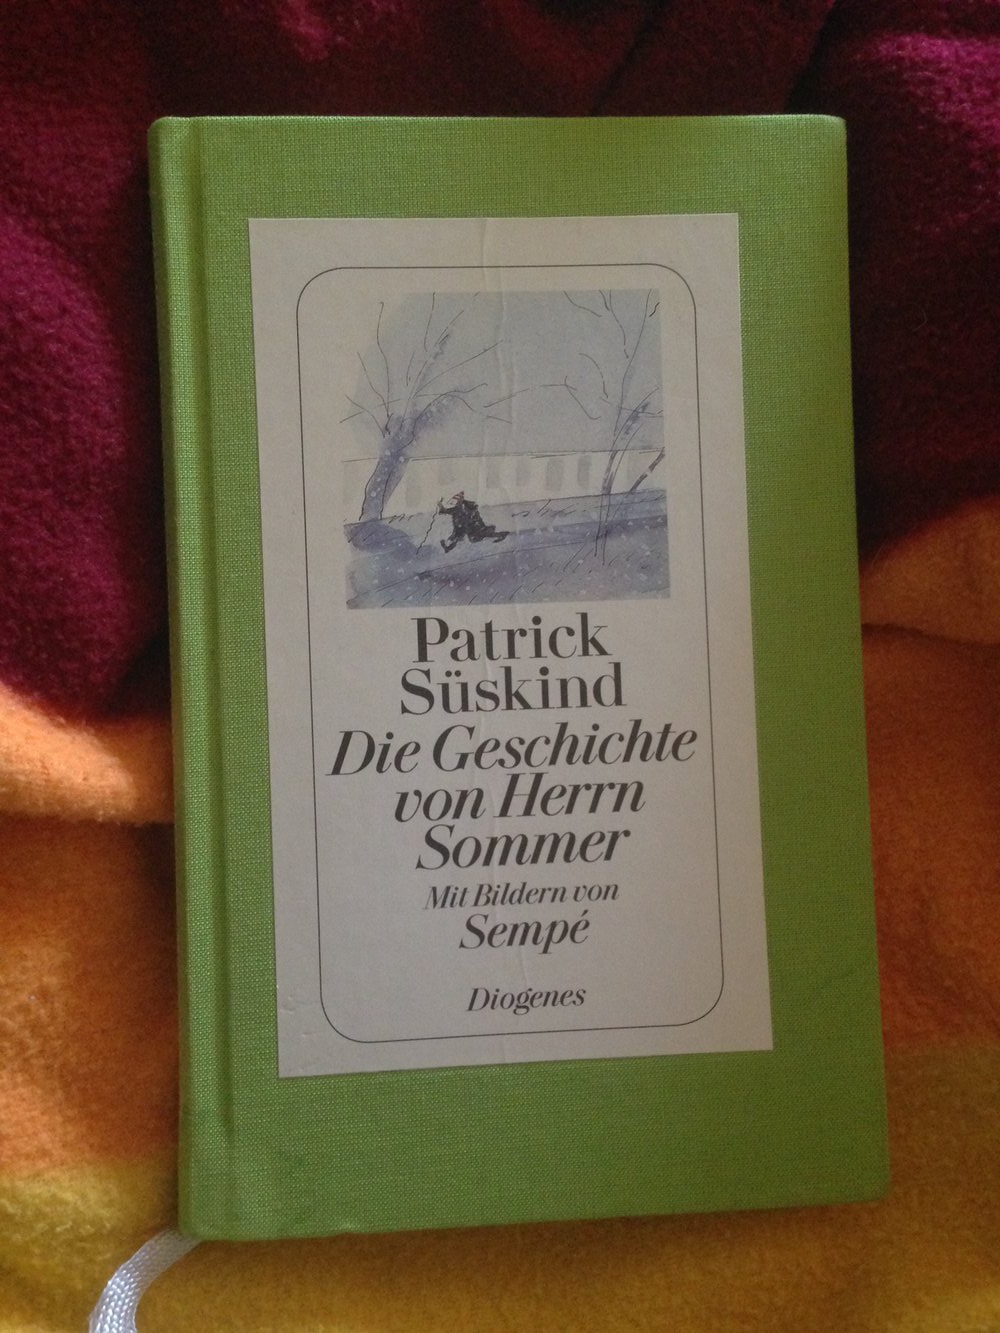 Patrick
Süskind
Die Geschichte
von Herrn
Sommer
Mit Bildern von
Sempé
Diogenes